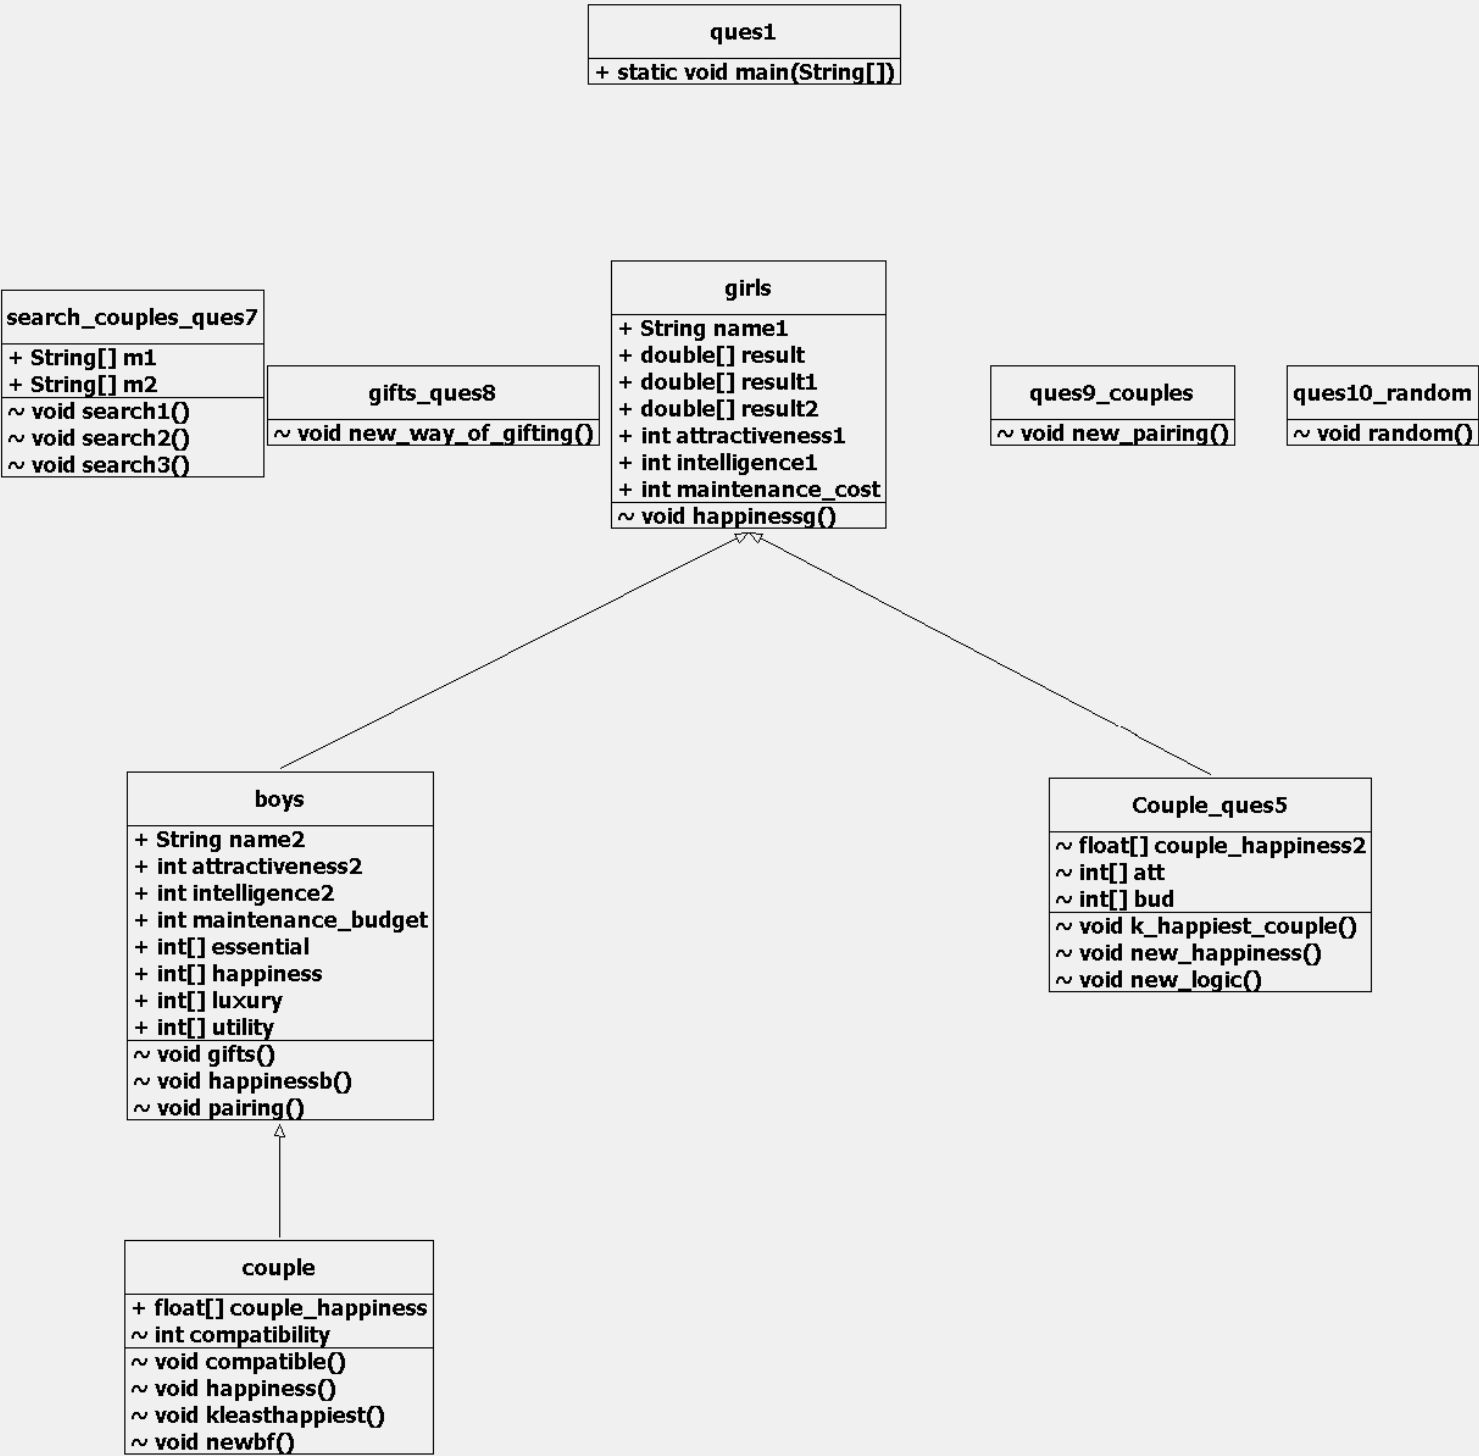 ques1
+ static void main(String[])
search_couples_ques7
+ String[] m1
+ String[] m2
~ void search1()
~ void search2()
~ void search3()
gifts_ques8
~ void new_way_of_gifting()
girls
+ String name1
+ double[] result
+ double[] result1
+ double[] result2
+ int attractiveness1
+ int intelligence1
+ int maintenance_cost
~ void happinessg()
ques9_couples
~ void new_pairing()
ques10_random
~ void random()
boys
+ String name2
+ int attractiveness2
+ int intelligence2
+ int maintenance_budget
+ int[] essential
+ int[] happiness
+ int[] luxury
+ int[] utility
~ void gifts()
~ void happinessb()
~ void pairing()
Couple_ques5
~ float[] couple_happiness2
~ int[] att
~ int[] bud
~ void k_happiest_couple()
~ void new_happiness()
~ void new_logic()
couple
+ float[] couple_happiness
~ int compatibility
~ void compatible()
~ void happiness()
~ void kleasthappiest()
~ void newbf()